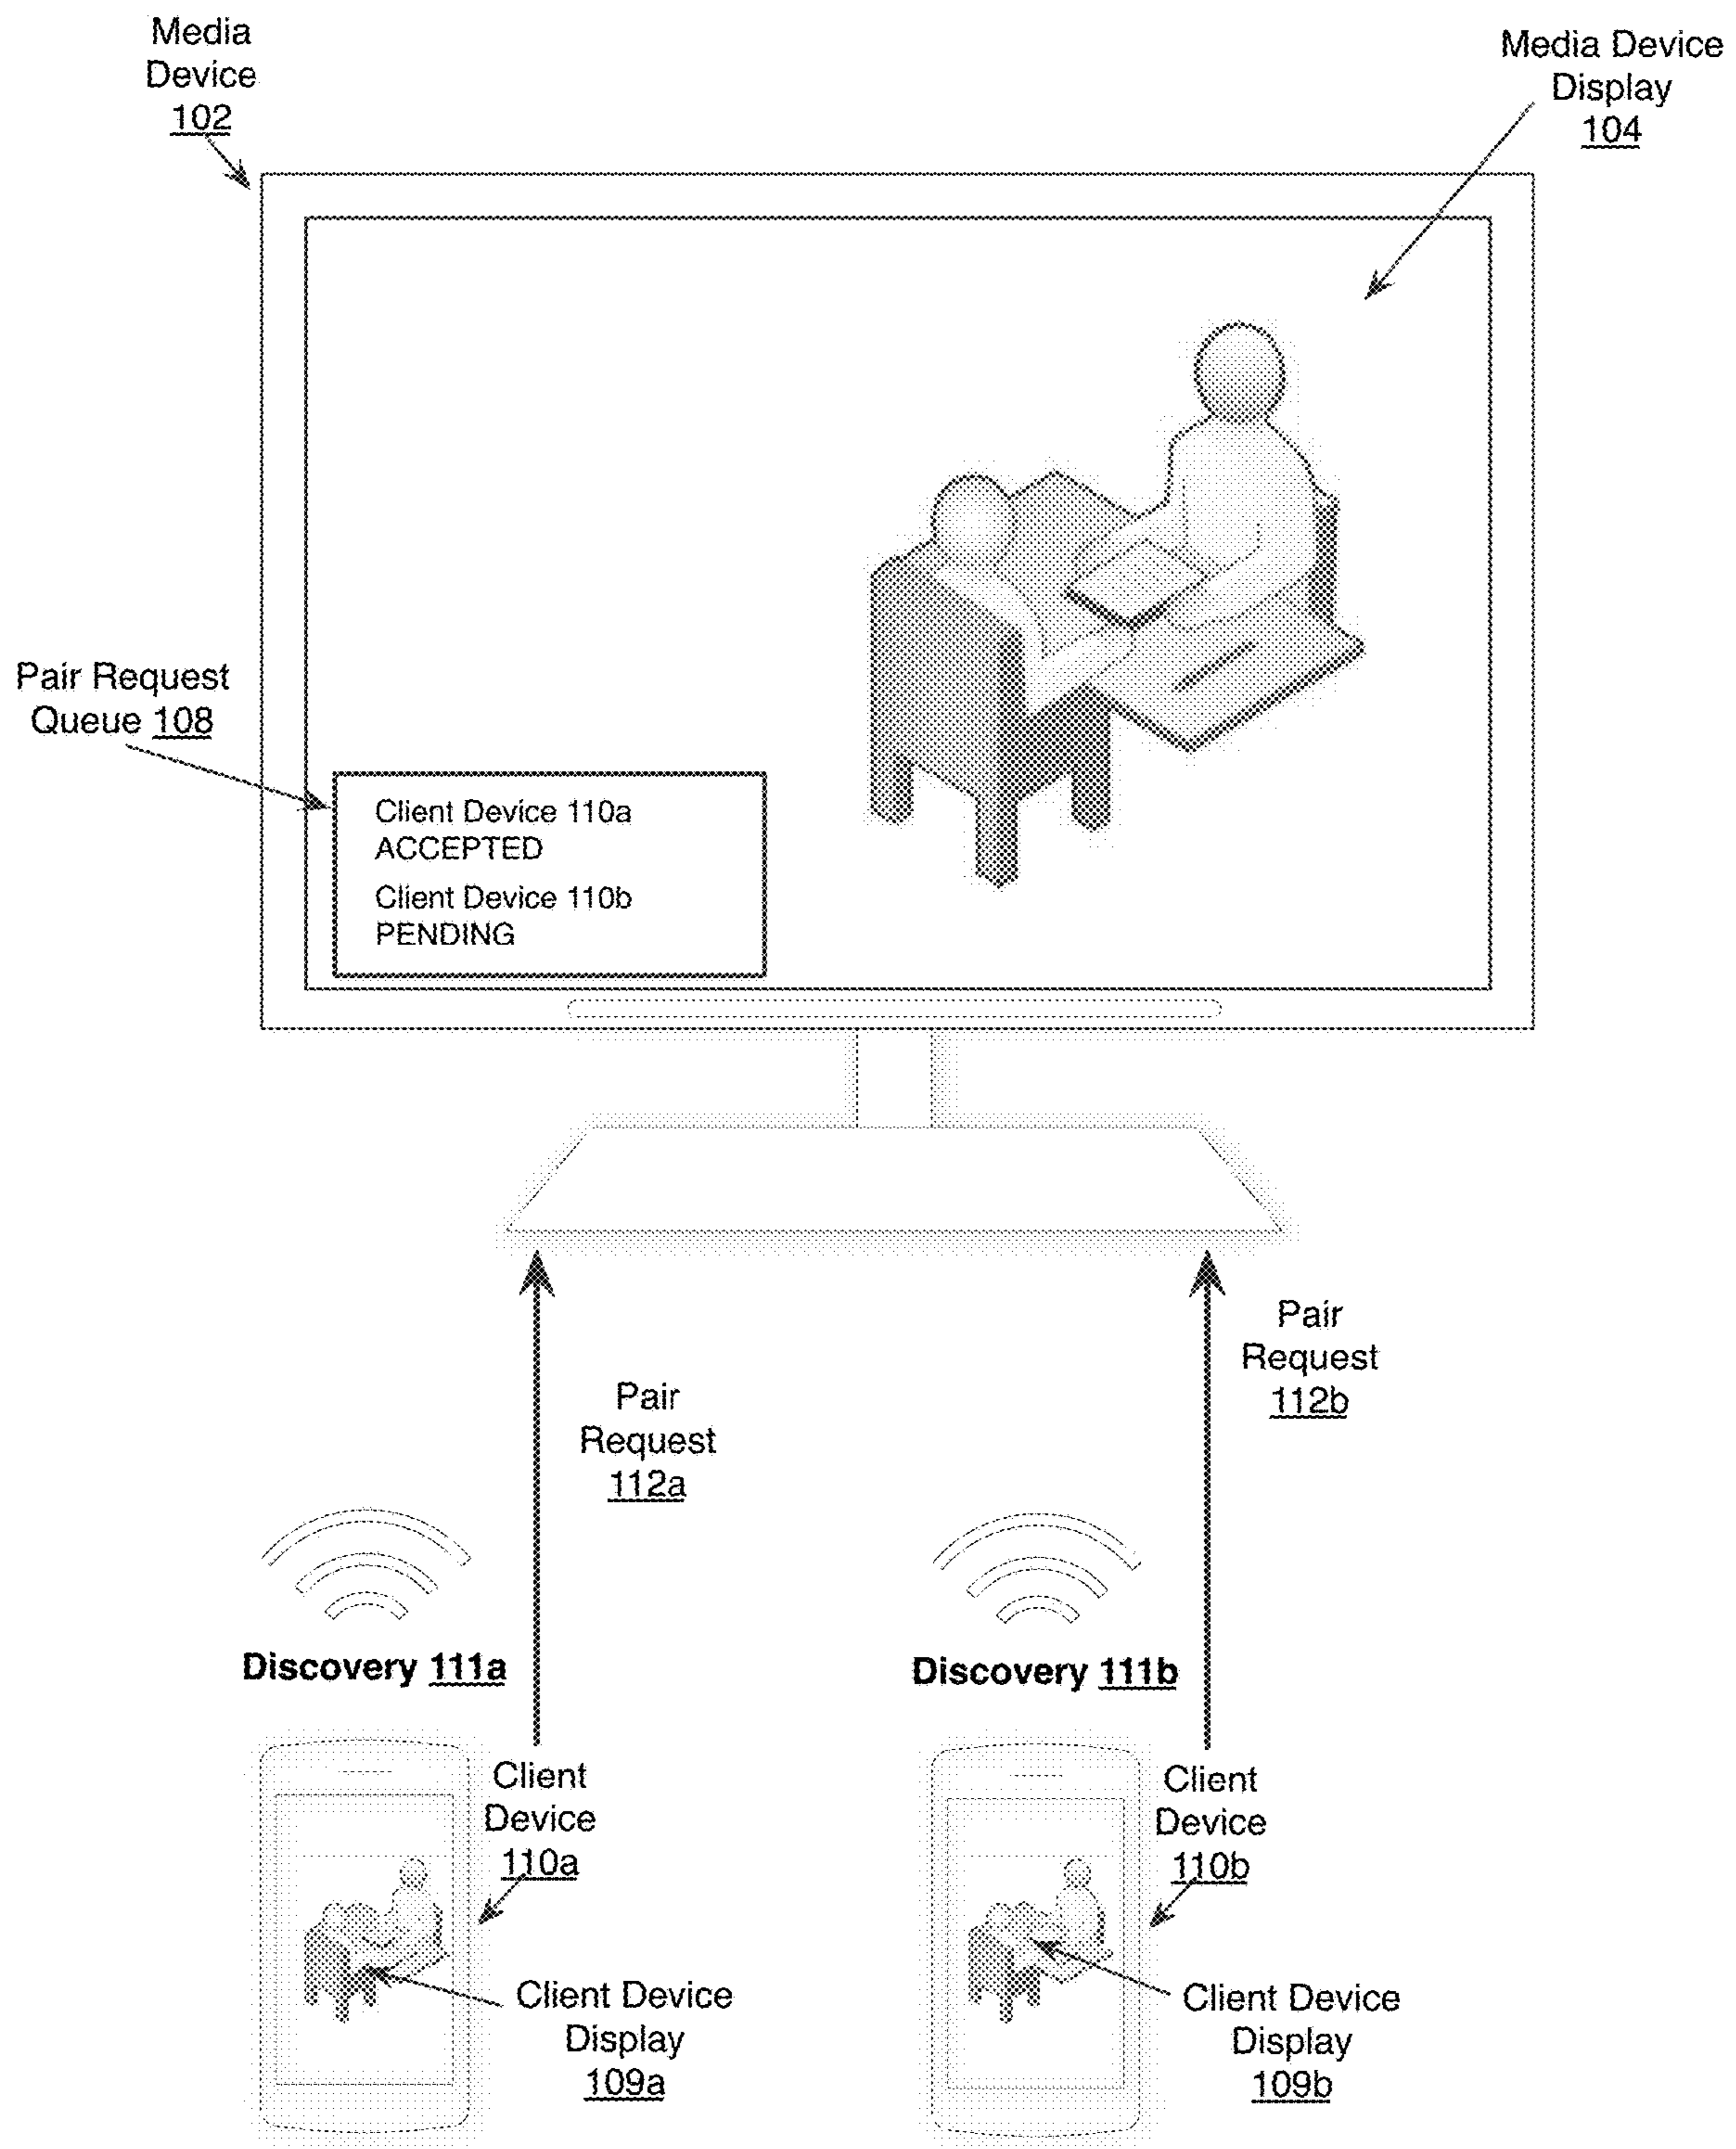 Media
Device
102
Media Device
Display
104
Pair Request
Queue 108
Client Device 110a
ACCEPTED
Client Device 110b
PENDING
Pair
Request
112a
Pair
Request
112b
Discovery 111a
Discovery 111b
Client
Device
110a
Client
Device
110b
Client Device
Display
109a
Client Device
Display
109b